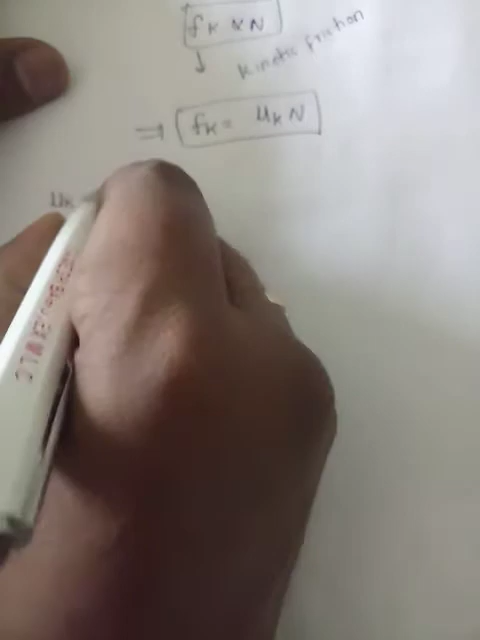 fK ∝ N
↓ kinetic friction
⇒ fK = μK N
μK